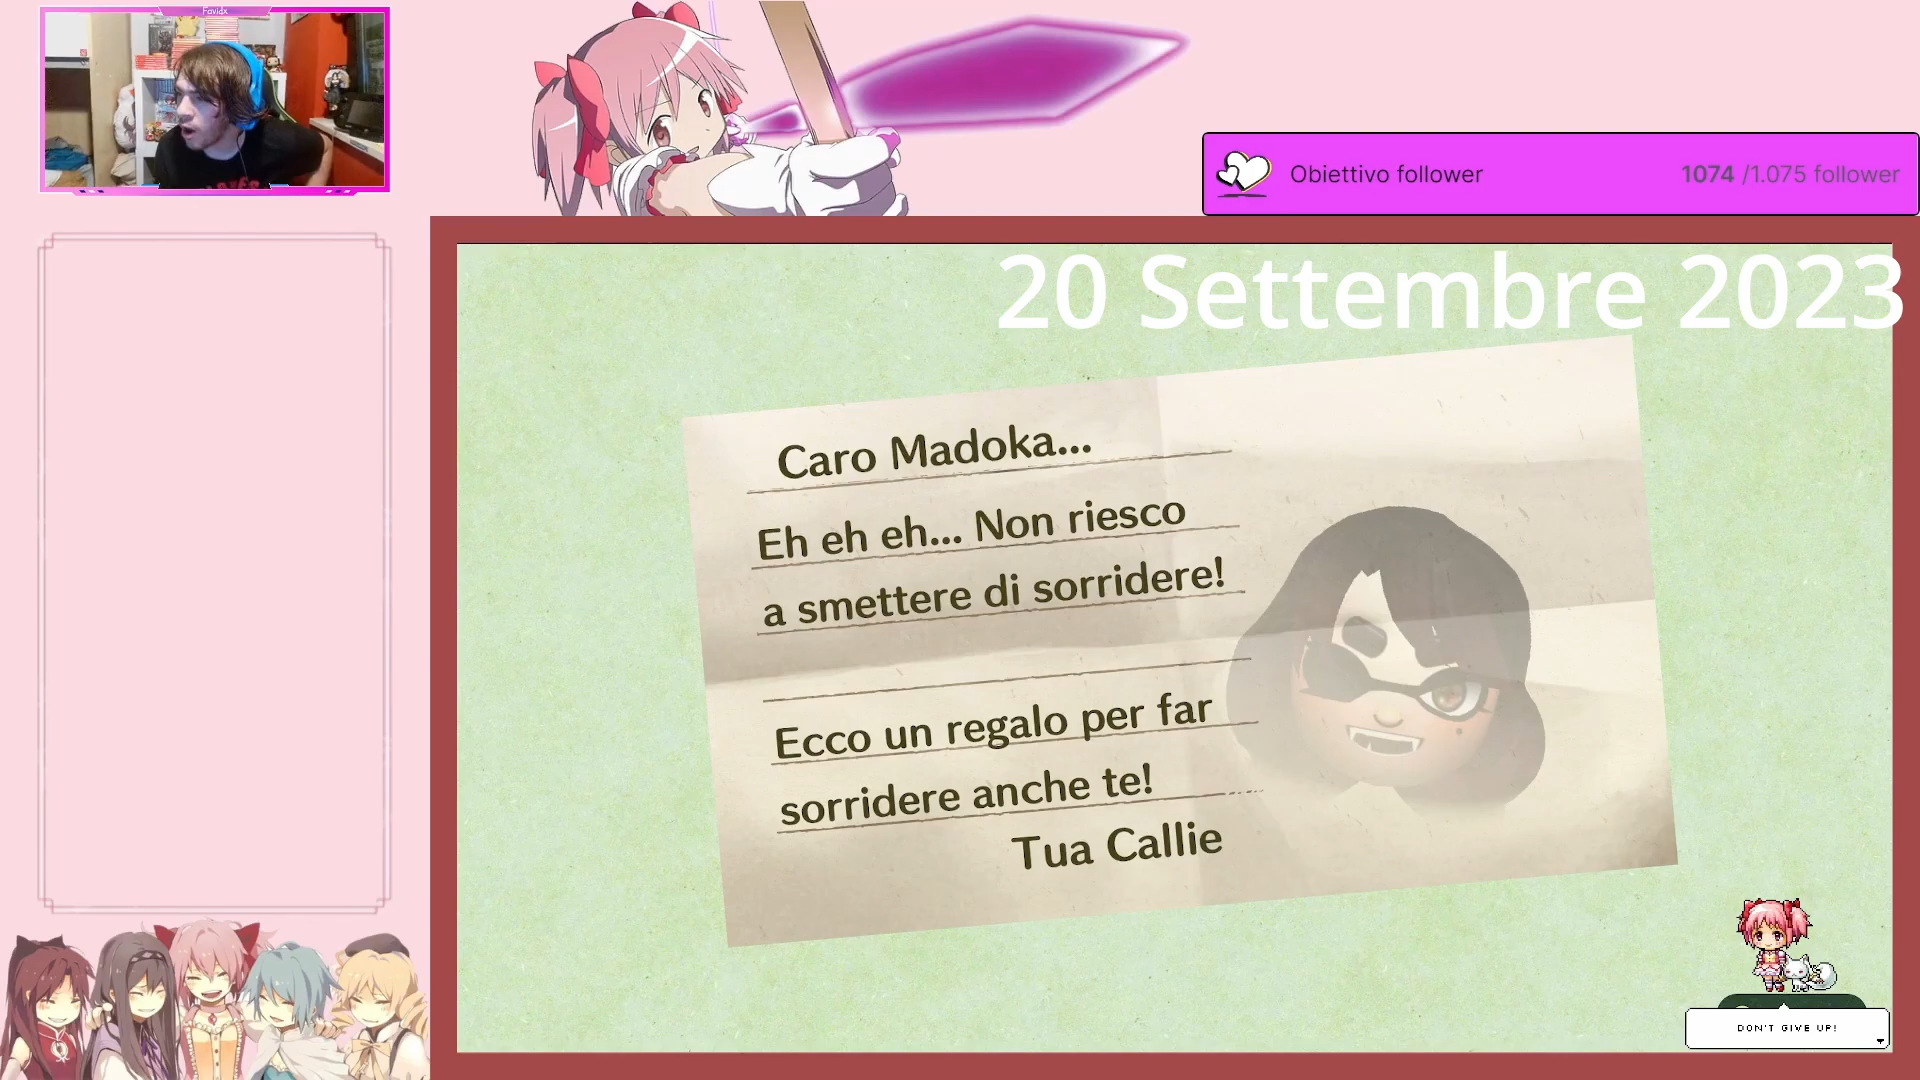 Favidx
Obiettivo follower
1074 /1.075 follower
20 Settembre 2023
Caro Madoka...
Eh eh eh... Non riesco
a smettere di sorridere!
Ecco un regalo per far
sorridere anche te!
Tua Callie
DON'T GIVE UP!